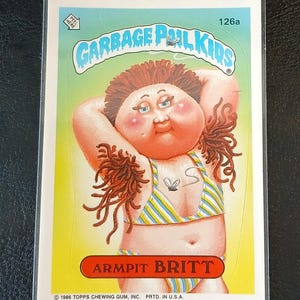 126a
GARBAGE PAIL KIDS
ARMPIT BRITT
© 1986 TOPPS CHEWING GUM, INC. PRTD. IN U.S.A.